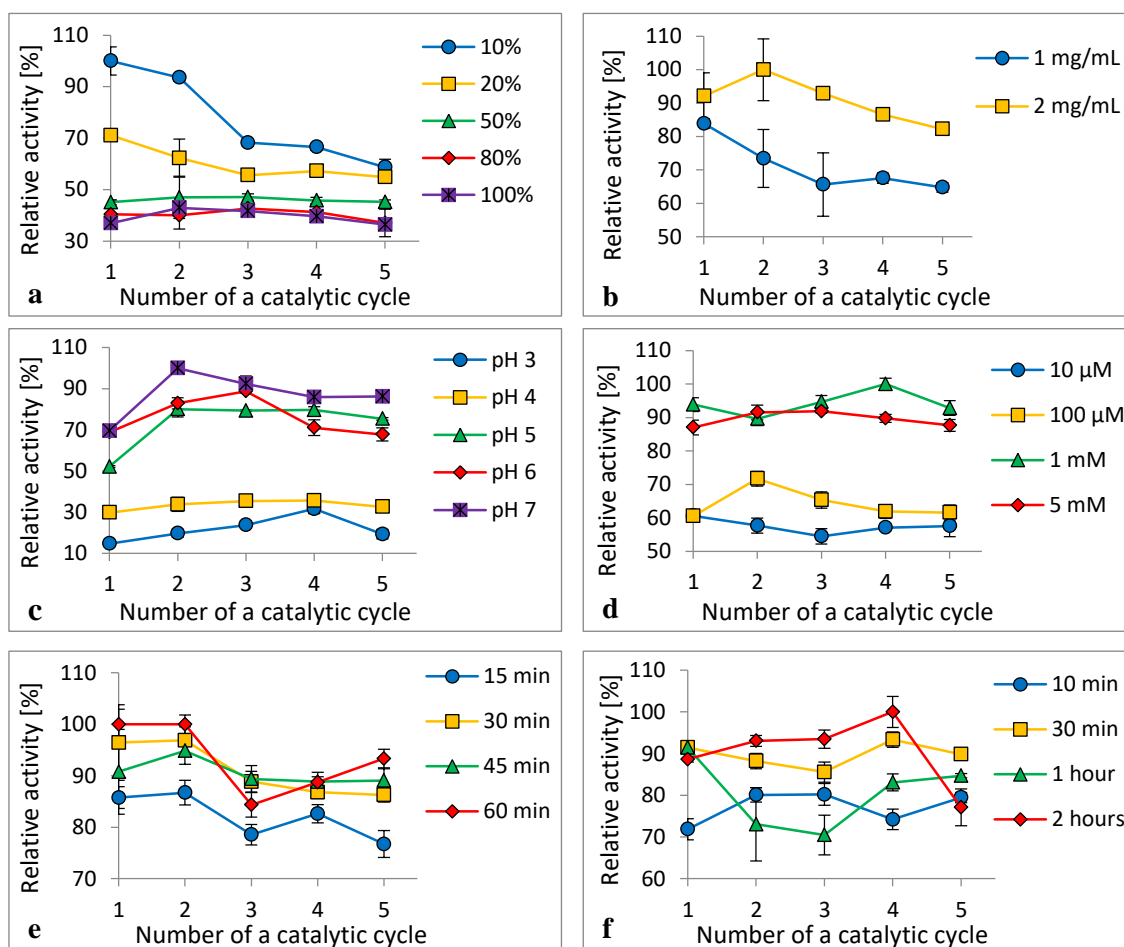 Relative activity [%]
110
90
70
50
30
1 2 3 4 5
Number of a catalytic cycle
10%
20%
50%
80%
100%
a
Relative activity [%]
110
100
90
80
70
60
50
1 2 3 4 5
Number of a catalytic cycle
1 mg/mL
2 mg/mL
b
Relative activity [%]
110
90
70
50
30
10
1 2 3 4 5
Number of a catalytic cycle
pH 3
pH 4
pH 5
pH 6
pH 7
c
Relative activity [%]
110
100
90
80
70
60
50
1 2 3 4 5
Number of a catalytic cycle
10 µM
100 µM
1 mM
5 mM
d
Relative activity [%]
110
100
90
80
70
1 2 3 4 5
Number of a catalytic cycle
15 min
30 min
45 min
60 min
e
Relative activity [%]
110
100
90
80
70
60
1 2 3 4 5
Number of a catalytic cycle
10 min
30 min
1 hour
2 hours
f